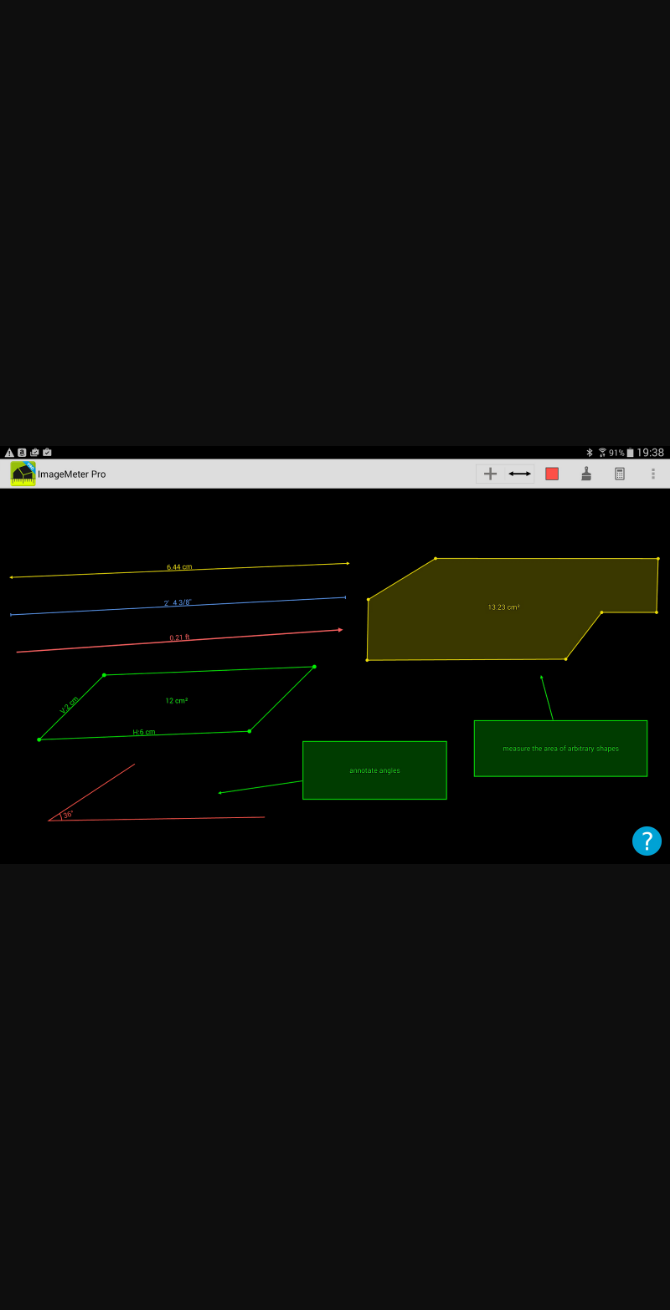 91% 19:38
ImageMeter Pro
6.44 cm
2' 4 3/8"
0.21 ft
13.23 cm²
V:2 cm
12 cm²
H:6 cm
measure the area of arbitrary shapes
annotate angles
36°
?